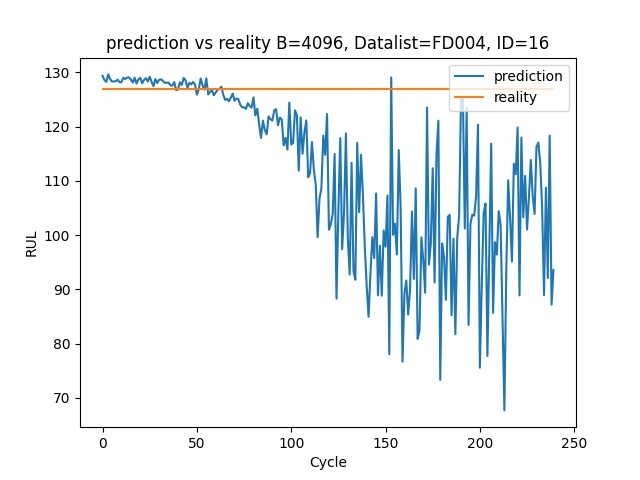 prediction vs reality B=4096, Datalist=FD004, ID=16
prediction
reality
130
120
110
100
90
80
70
RUL
0 50 100 150 200 250
Cycle